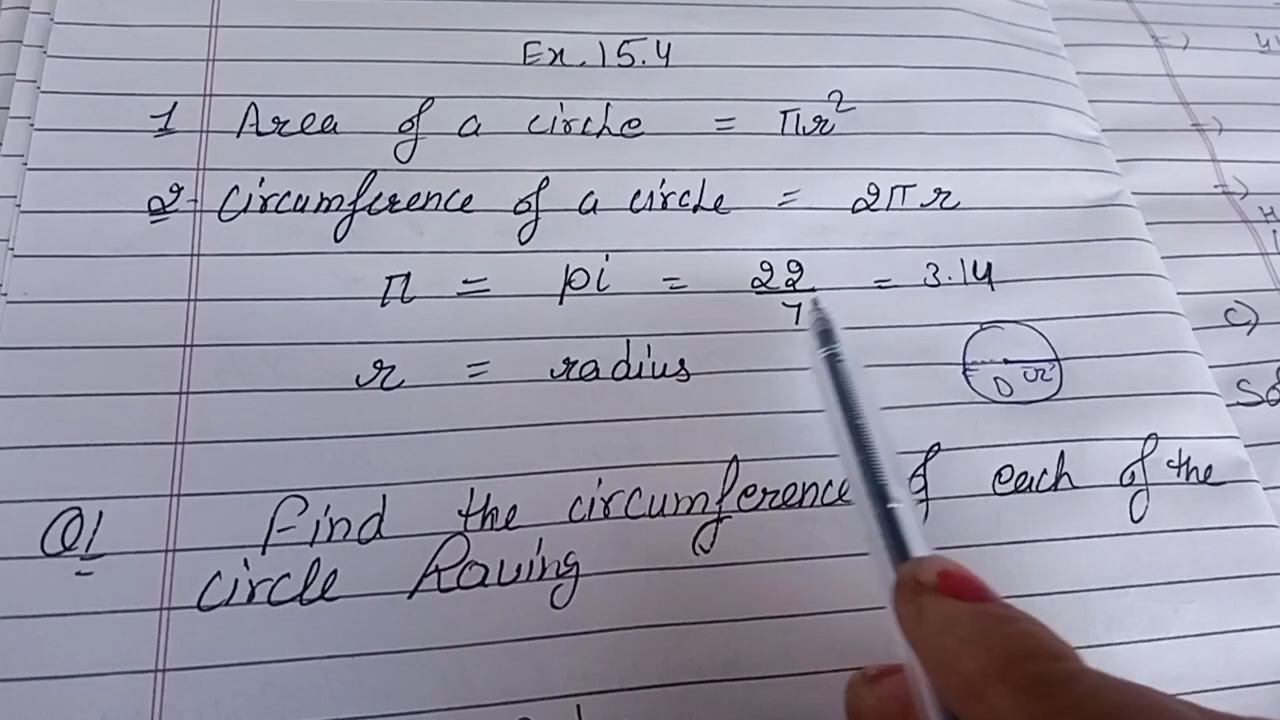 Ex. 15.4
1 Area of a circle = πr²
2 Circumference of a circle = 2πr
π = pi = 22/7 = 3.14
r = radius
D r
Q1 Find the circumference of each of the
circle having
c)